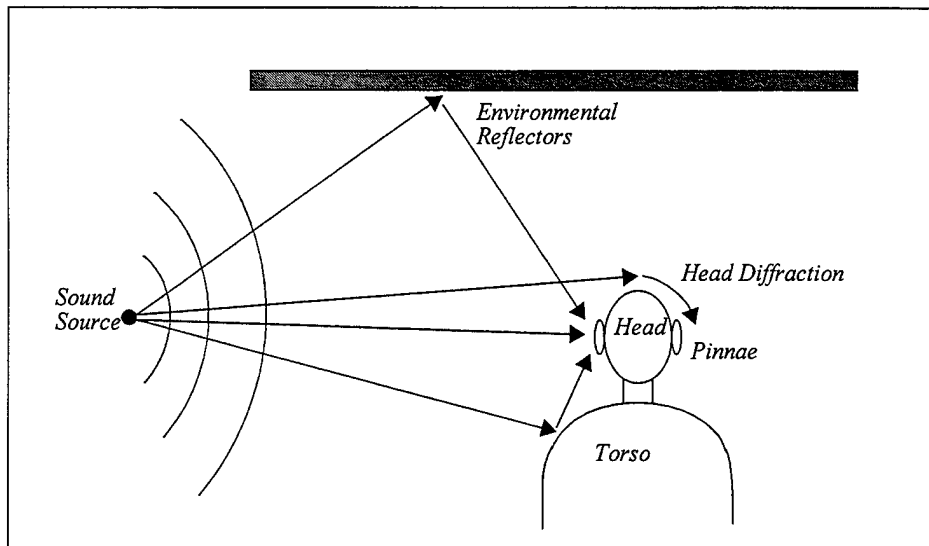 Environmental
Reflectors
Head Diffraction
Sound
Source
Head
Pinnae
Torso